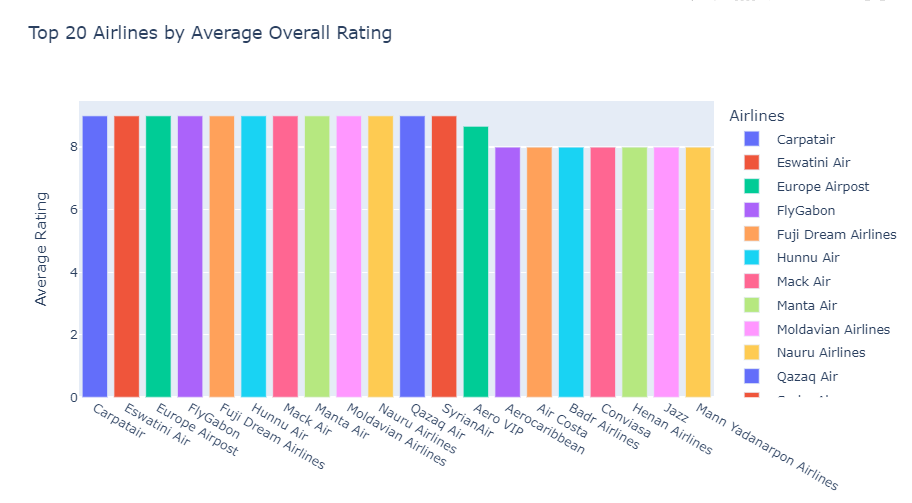 Top 20 Airlines by Average Overall Rating
Airlines
Carpatair
Eswatini Air
Europe Airpost
FlyGabon
Fuji Dream Airlines
Hunnu Air
Mack Air
Manta Air
Moldavian Airlines
Nauru Airlines
Qazaq Air
Average Rating
8
6
4
2
0
Carpatair
Eswatini Air
Europe Airpost
FlyGabon
Fuji Dream Airlines
Hunnu Air
Mack Air
Manta Air
Moldavian Airlines
Nauru Airlines
Qazaq Air
SyrianAir
Aero VIP
Aerocaribbean
Air Costa
Badr Airlines
Conviasa
Henan Airlines
Jazz
Mann Yadanarpon Airlines